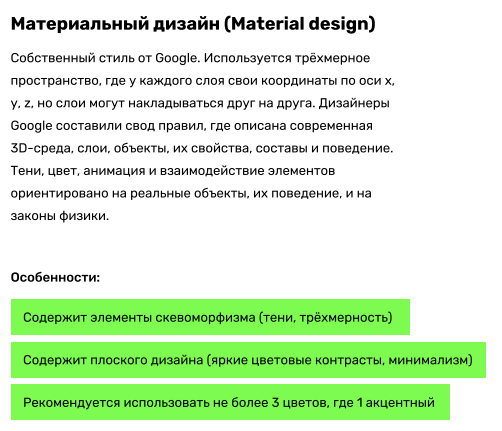 Материальный дизайн (Material design)
Собственный стиль от Google. Используется трёхмерное
пространство, где у каждого слоя свои координаты по оси x,
y, z, но слои могут накладываться друг на друга. Дизайнеры
Google составили свод правил, где описана современная
3D-среда, слои, объекты, их свойства, составы и поведение.
Тени, цвет, анимация и взаимодействие элементов
ориентировано на реальные объекты, их поведение, и на
законы физики.
Особенности:
Содержит элементы скевоморфизма (тени, трёхмерность)
Содержит плоского дизайна (яркие цветовые контрасты, минимализм)
Рекомендуется использовать не более 3 цветов, где 1 акцентный